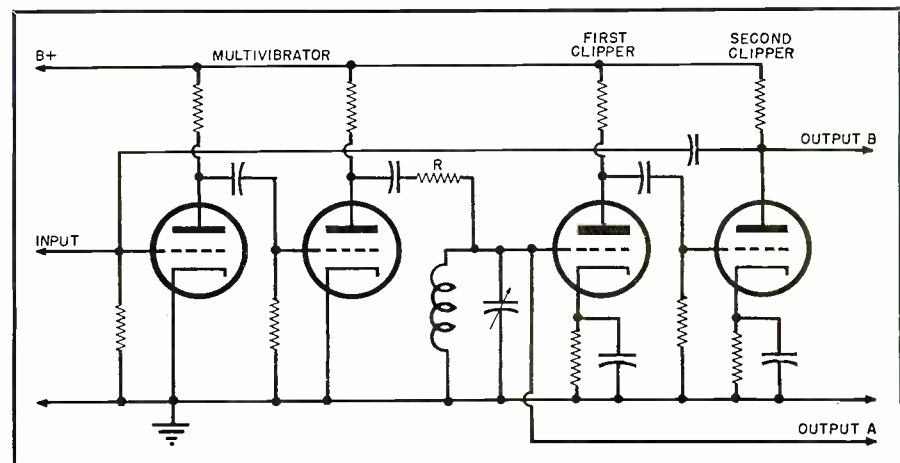 B+
MULTIVIBRATOR
FIRST
CLIPPER
SECOND
CLIPPER
OUTPUT B
R
INPUT
OUTPUT A